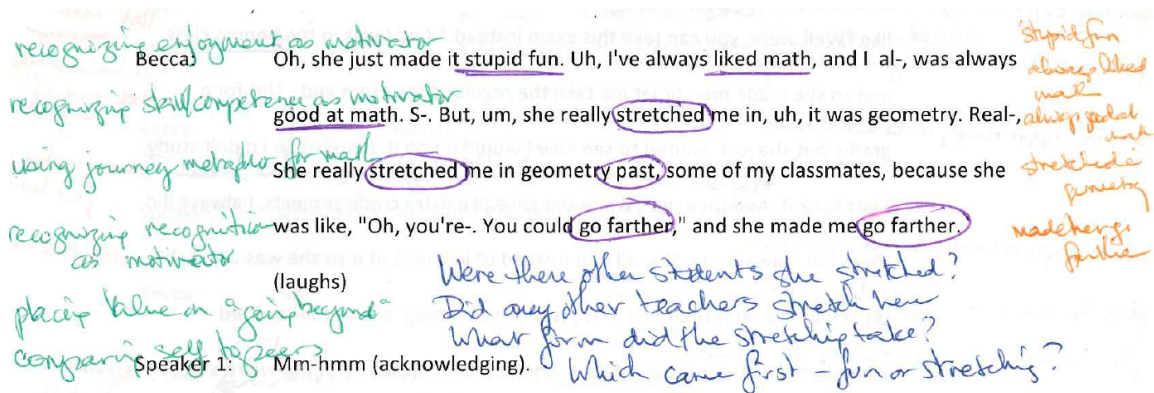 recognizing enjoyment as motivator
Becca: Oh, she just made it stupid fun. Uh, I've always liked math, and I al-, was always
recognizing skill/competence as motivator
good at math. S-. But, um, she really stretched me in, uh, it was geometry. Real-,
using journey metaphor for math
She really stretched me in geometry past, some of my classmates, because she
recognizing recognition as motivator
was like, "Oh, you're-. You could go farther," and she made me go farther.
(laughs)
placing value on "going beyond"
comparing self to peers
Speaker 1: Mm-hmm (acknowledging).
Were there other students she stretched?
Did any other teachers stretch her
What form did the stretching take?
Which came first – fun or stretching?
stupid fun
always liked
math
always good at
math
stretched
geometry
made her go
farther